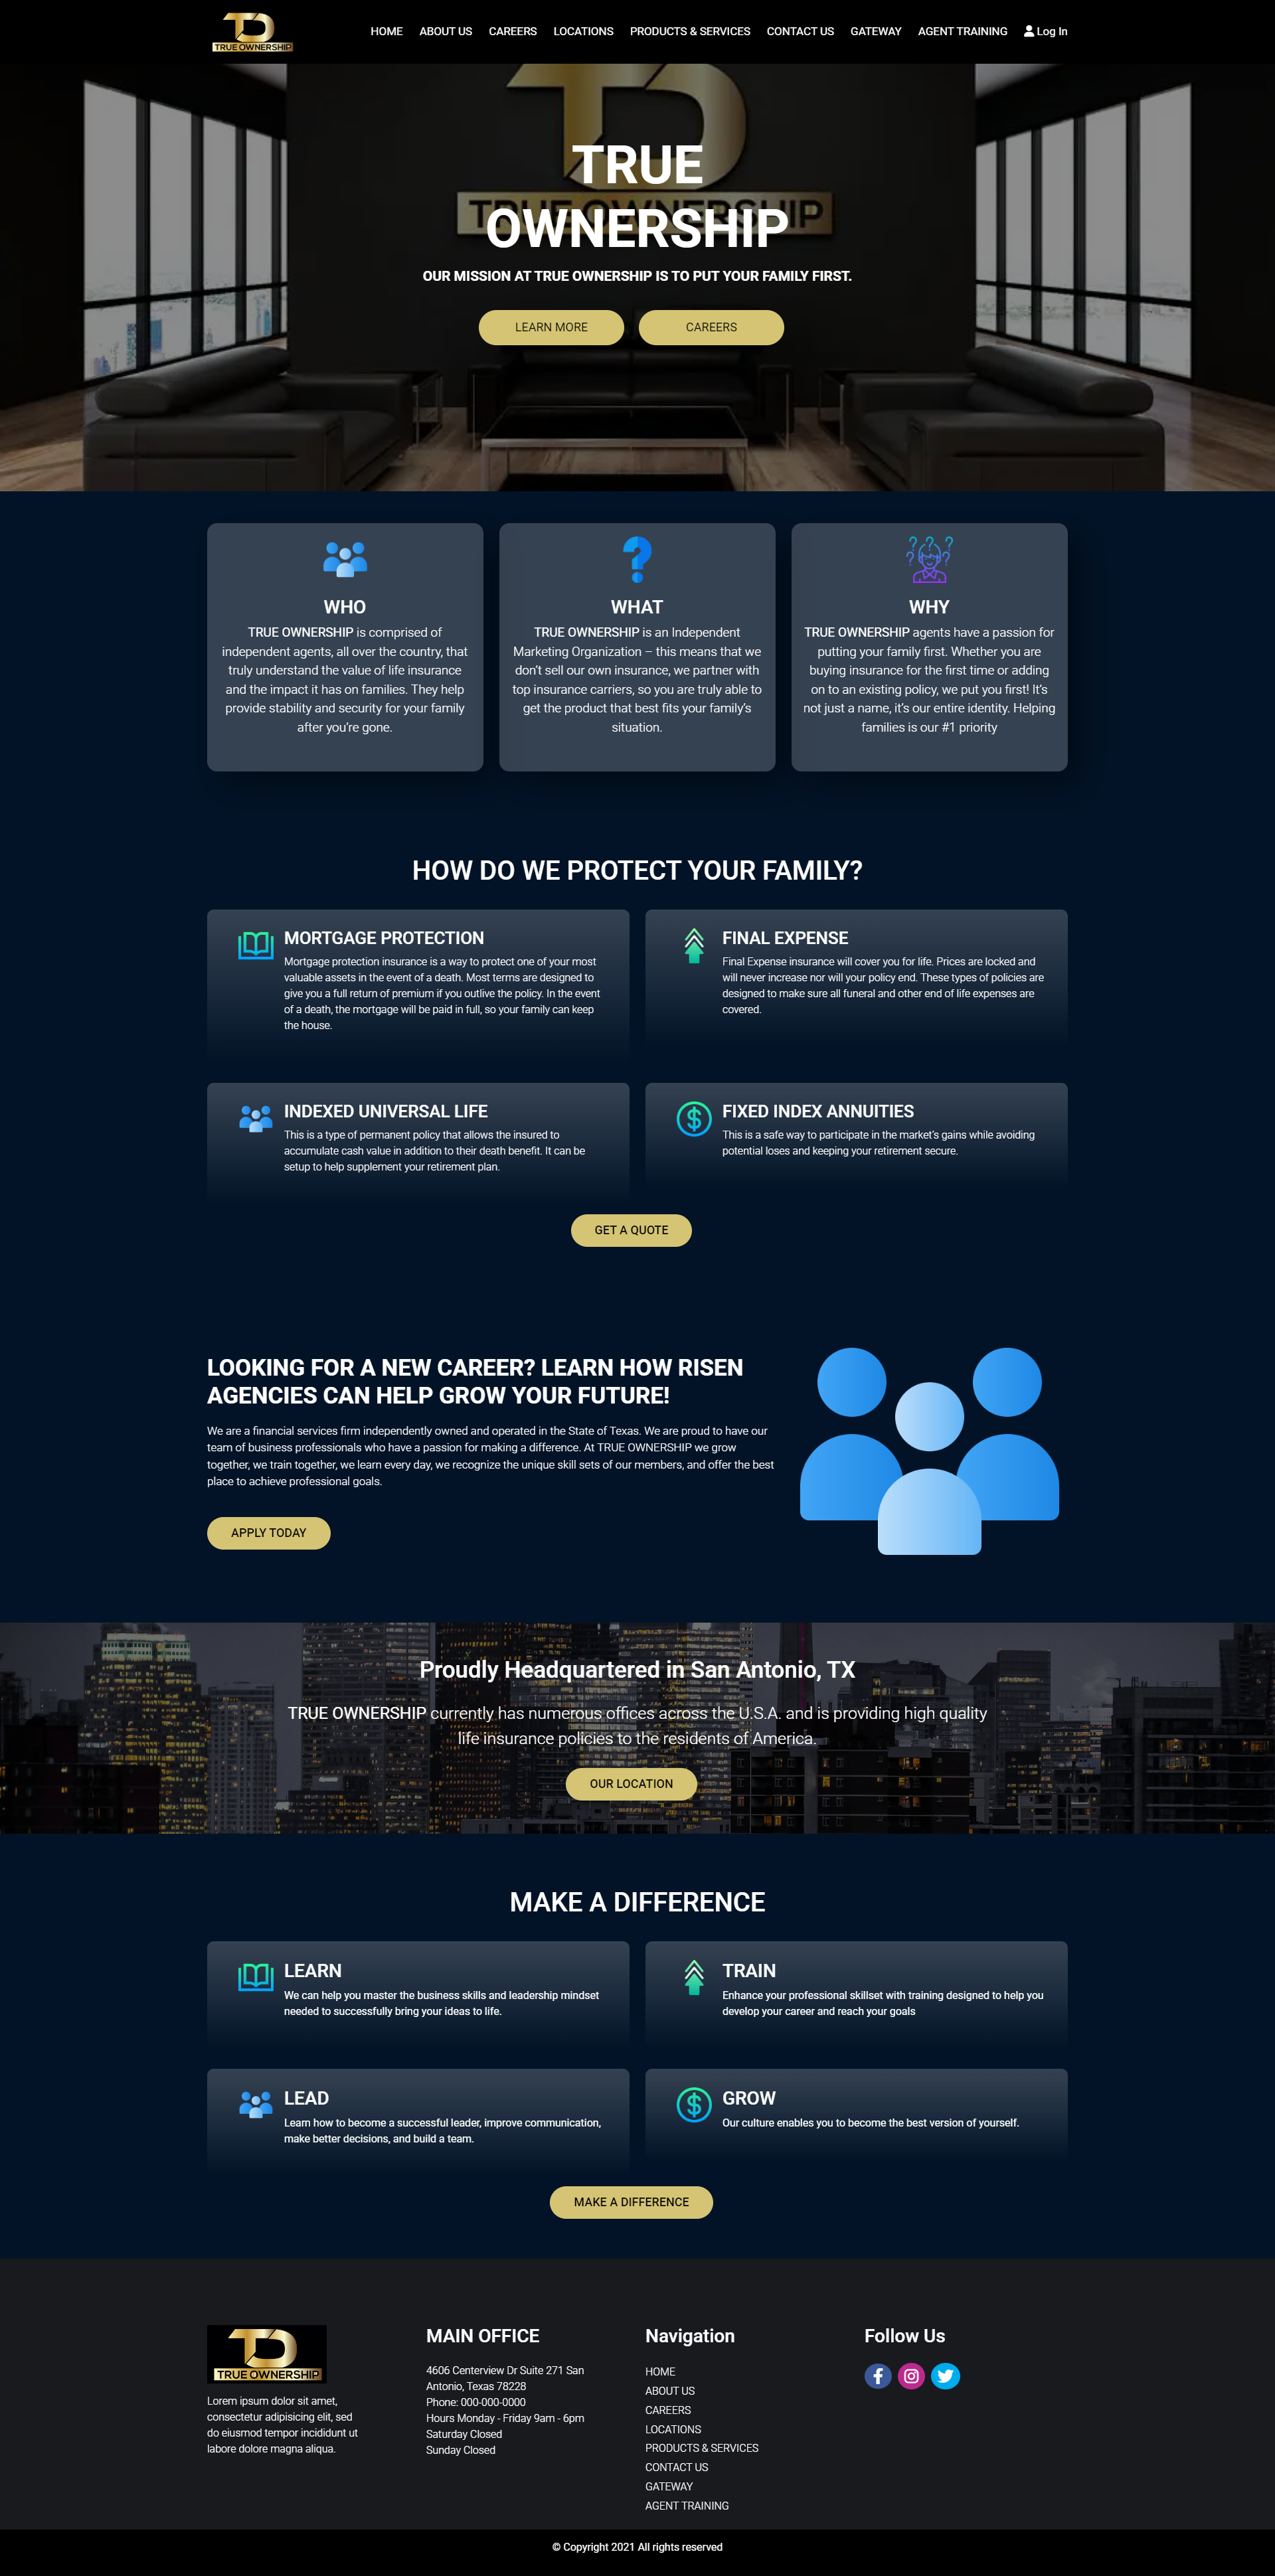 TRUE OWNERSHIP
HOME ABOUT US CAREERS LOCATIONS PRODUCTS & SERVICES CONTACT US GATEWAY AGENT TRAINING Log In
TRUE OWNERSHIP
TRUE
OWNERSHIP
OUR MISSION AT TRUE OWNERSHIP IS TO PUT YOUR FAMILY FIRST.
LEARN MORE
CAREERS
WHO
TRUE OWNERSHIP is comprised of
independent agents, all over the country, that
truly understand the value of life insurance
and the impact it has on families. They help
provide stability and security for your family
after you're gone.
WHAT
TRUE OWNERSHIP is an Independent
Marketing Organization – this means that we
don't sell our own insurance, we partner with
top insurance carriers, so you are truly able to
get the product that best fits your family's
situation.
WHY
TRUE OWNERSHIP agents have a passion for
putting your family first. Whether you are
buying insurance for the first time or adding
on to an existing policy, we put you first! It's
not just a name, it's our entire identity. Helping
families is our #1 priority
HOW DO WE PROTECT YOUR FAMILY?
MORTGAGE PROTECTION
Mortgage protection insurance is a way to protect one of your most
valuable assets in the event of a death. Most terms are designed to
give you a full return of premium if you outlive the policy. In the event
of a death, the mortgage will be paid in full, so your family can keep
the house.
FINAL EXPENSE
Final Expense insurance will cover you for life. Prices are locked and
will never increase nor will your policy end. These types of policies are
designed to make sure all funeral and other end of life expenses are
covered.
INDEXED UNIVERSAL LIFE
This is a type of permanent policy that allows the insured to
accumulate cash value in addition to their death benefit. It can be
setup to help supplement your retirement plan.
FIXED INDEX ANNUITIES
This is a safe way to participate in the market's gains while avoiding
potential loses and keeping your retirement secure.
GET A QUOTE
LOOKING FOR A NEW CAREER? LEARN HOW RISEN
AGENCIES CAN HELP GROW YOUR FUTURE!
We are a financial services firm independently owned and operated in the State of Texas. We are proud to have our
team of business professionals who have a passion for making a difference. At TRUE OWNERSHIP we grow
together, we train together, we learn every day, we recognize the unique skill sets of our members, and offer the best
place to achieve professional goals.
APPLY TODAY
Proudly Headquartered in San Antonio, TX
TRUE OWNERSHIP currently has numerous offices across the U.S.A. and is providing high quality
life insurance policies to the residents of America.
OUR LOCATION
MAKE A DIFFERENCE
LEARN
We can help you master the business skills and leadership mindset
needed to successfully bring your ideas to life.
TRAIN
Enhance your professional skillset with training designed to help you
develop your career and reach your goals
LEAD
Learn how to become a successful leader, improve communication,
make better decisions, and build a team.
GROW
Our culture enables you to become the best version of yourself.
MAKE A DIFFERENCE
TRUE OWNERSHIP
Lorem ipsum dolor sit amet,
consectetur adipisicing elit, sed
do eiusmod tempor incididunt ut
labore dolore magna aliqua.
MAIN OFFICE
4606 Centerview Dr Suite 271 San
Antonio, Texas 78228
Phone: 000-000-0000
Hours Monday - Friday 9am - 6pm
Saturday Closed
Sunday Closed
Navigation
HOME
ABOUT US
CAREERS
LOCATIONS
PRODUCTS & SERVICES
CONTACT US
GATEWAY
AGENT TRAINING
Follow Us
© Copyright 2021 All rights reserved